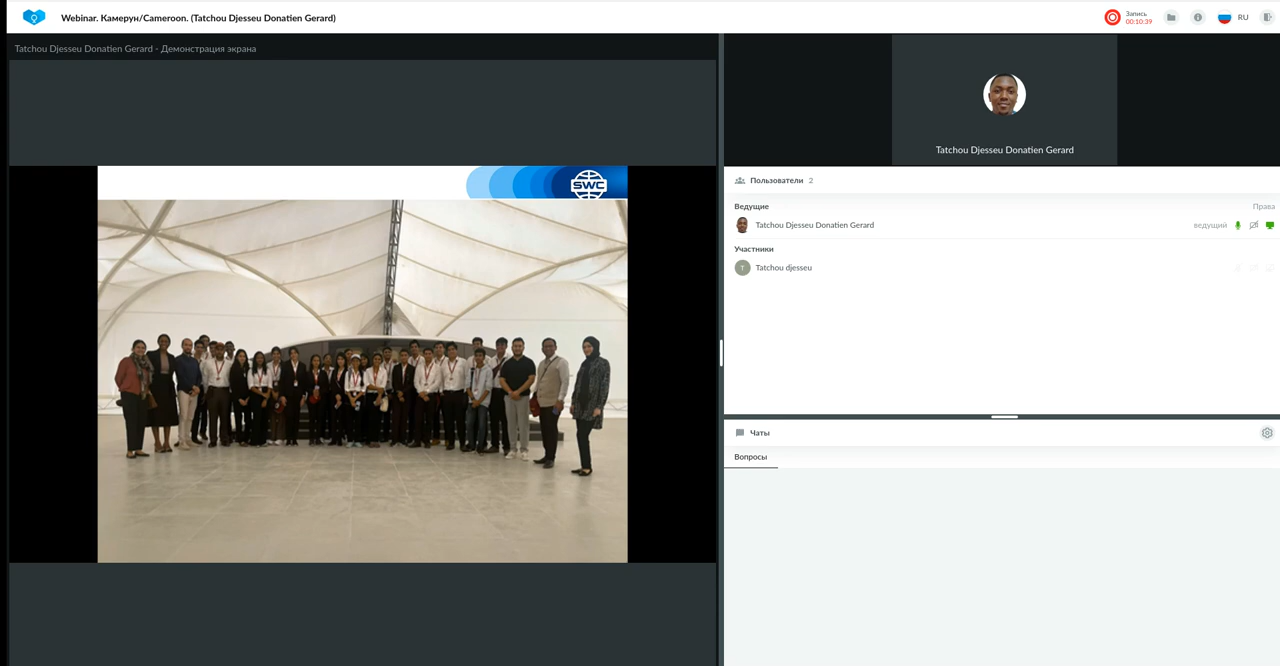 Webinar. Камерун/Cameroon. (Tatchou Djesseu Donatien Gerard)
Запись
00:10:39
RU
Tatchou Djesseu Donatien Gerard - Демонстрация экрана
SWC
Tatchou Djesseu Donatien Gerard
Пользователи 2
Ведущие Права
Tatchou Djesseu Donatien Gerard ведущий
Участники
T Tatchou djesseu
Чаты
Вопросы